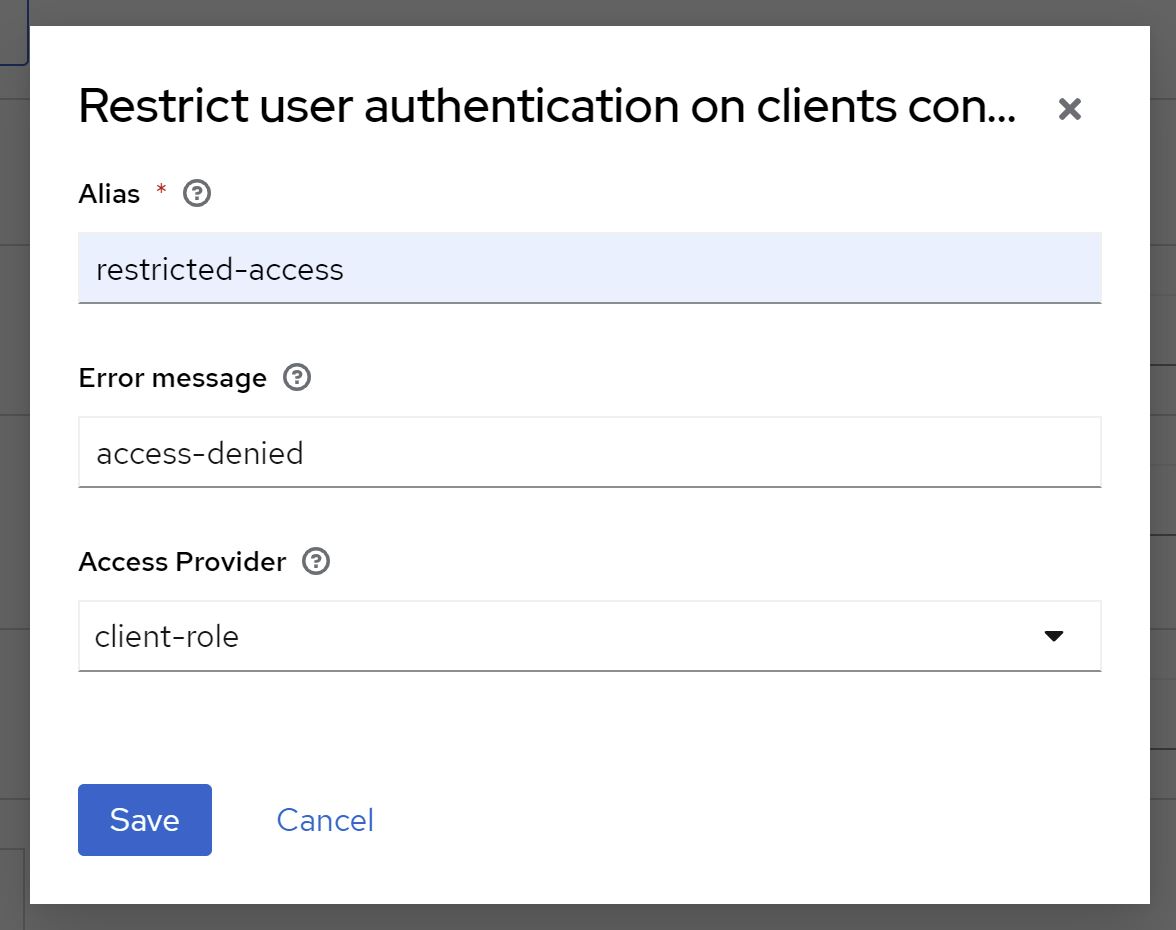 Restrict user authentication on clients con...
Alias *
restricted-access
Error message
access-denied
Access Provider
client-role
Save Cancel